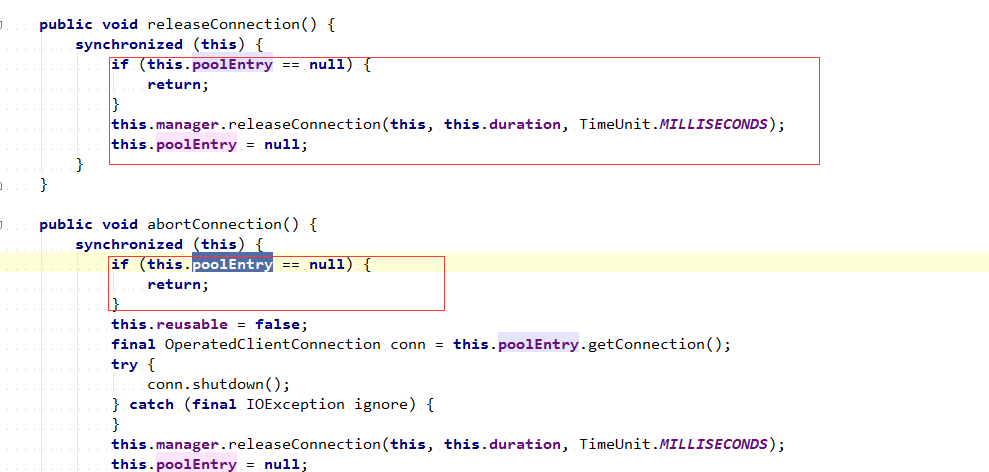 public void releaseConnection() {
synchronized (this) {
if (this.poolEntry == null) {
return;
}
this.manager.releaseConnection(this, this.duration, TimeUnit.MILLISECONDS);
this.poolEntry = null;
}
}
public void abortConnection() {
synchronized (this) {
if (this.poolEntry == null) {
return;
}
this.reusable = false;
final OperatedClientConnection conn = this.poolEntry.getConnection();
try {
conn.shutdown();
} catch (final IOException ignore) {
}
this.manager.releaseConnection(this, this.duration, TimeUnit.MILLISECONDS);
this.poolEntry = null;